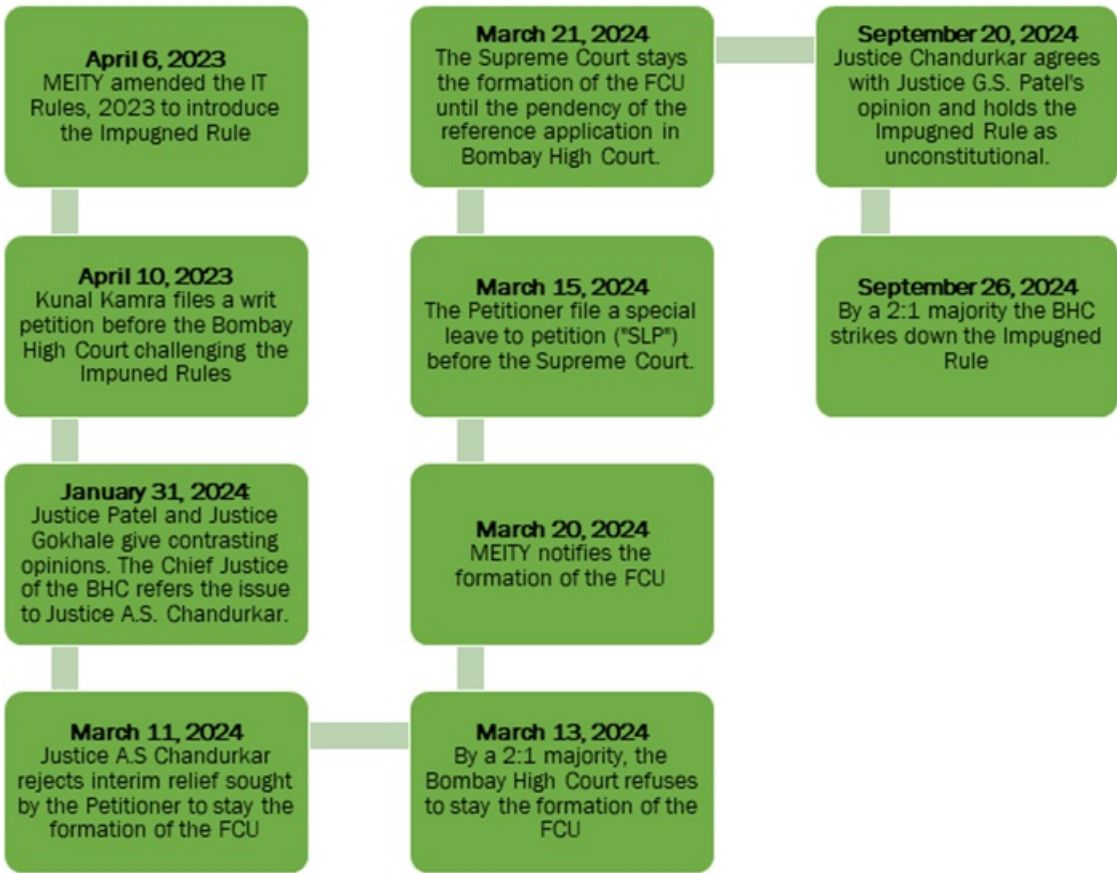 April 6, 2023
MEITY amended the IT
Rules, 2023 to introduce
the Impugned Rule
April 10, 2023
Kunal Kamra files a writ
petition before the Bombay
High Court challenging the
Impuned Rules
January 31, 2024:
Justice Patel and Justice
Gokhale give contrasting
opinions. The Chief Justice
of the BHC refers the issue
to Justice A.S. Chandurkar.
March 11, 2024
Justice A.S Chandurkar
rejects interim relief sought
by the Petitioner to stay the
formation of the FCU
March 13, 2024
By a 2:1 majority, the
Bombay High Court refuses
to stay the formation of the
FCU
March 20, 2024
MEITY notifies the
formation of the FCU
March 15, 2024
The Petitioner file a special
leave to petition ("SLP")
before the Supreme Court.
March 21, 2024
The Supreme Court stays
the formation of the FCU
until the pendency of the
reference application in
Bombay High Court.
September 20, 2024
Justice Chandurkar agrees
with Justice G.S. Patel's
opinion and holds the
Impugned Rule as
unconstitutional.
September 26, 2024
By a 2:1 majority the BHC
strikes down the Impugned
Rule